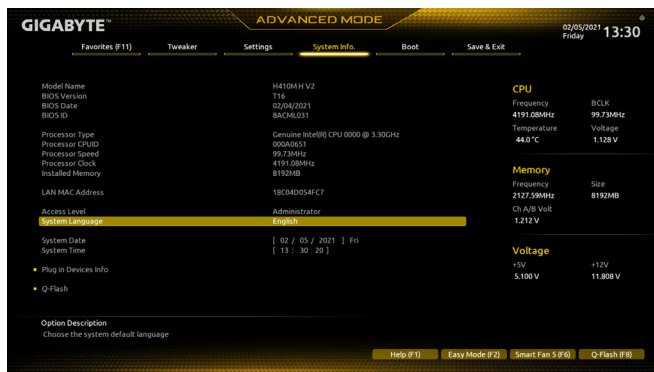 GIGABYTE™ ADVANCED MODE 02/05/2021 Friday 13:30
Favorites (F11) Tweaker Settings System Info. Boot Save & Exit
Model Name H410M H V2
BIOS Version T16
BIOS Date 02/04/2021
BIOS ID 8ACML031
Processor Type Genuine Intel(R) CPU 0000 @ 3.30GHz
Processor CPUID 000A0651
Processor Speed 99.73MHz
Processor Clock 4191.08MHz
Installed Memory 8192MB
LAN MAC Address 18C04D054FC7
Access Level Administrator
System Language English
System Date [ 02 / 05 / 2021 ] Fri
System Time [ 13 : 30 : 20 ]
Plug in Devices Info
Q-Flash
CPU
Frequency BCLK
4191.08MHz 99.73MHz
Temperature Voltage
44.0 °C 1.128 V
Memory
Frequency Size
2127.59MHz 8192MB
Ch A/B Volt
1.212 V
Voltage
+5V +12V
5.100 V 11.808 V
Option Description
Choose the system default language
Help (F1) Easy Mode (F2) Smart Fan 5 (F6) Q-Flash (F8)